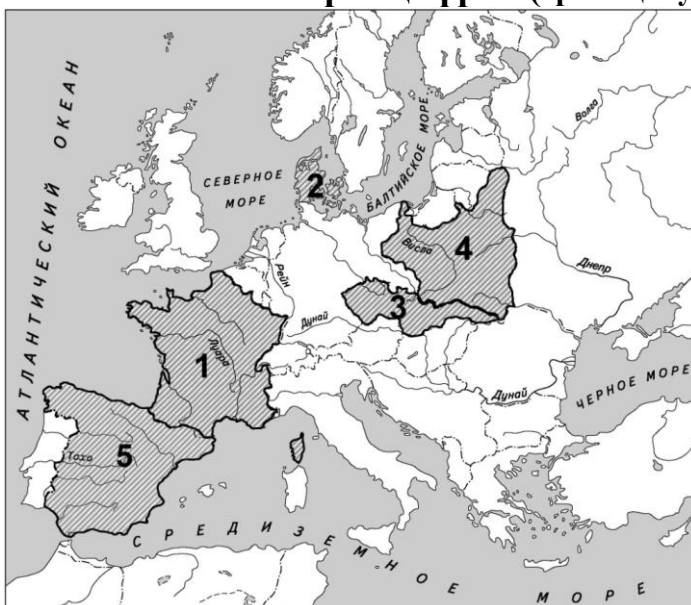 АТЛАНТИЧЕСКИЙ ОКЕАН
СЕВЕРНОЕ
МОРЕ
БАЛТИЙСКОЕ МОРЕ
Волга
2
Висла
4
Днепр
Рейн
Дунай
3
1
Луара
Дунай
ЧЕРНОЕ МОРЕ
Тахо
5
СРЕДИЗЕМНОЕ МОРЕ